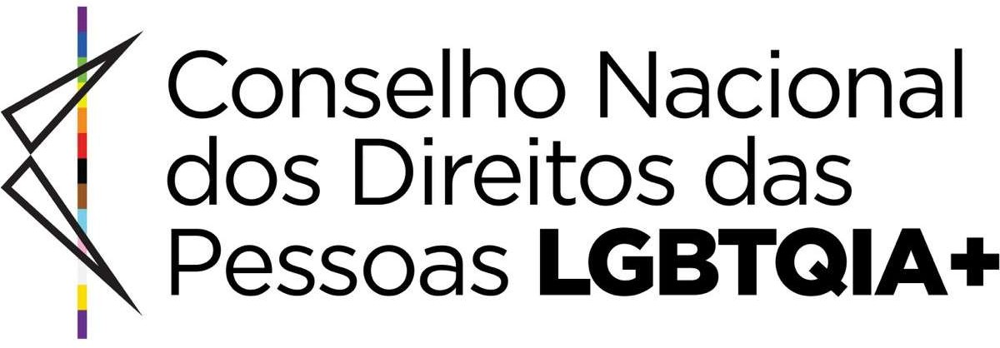 Conselho Nacional
dos Direitos das
Pessoas LGBTQIA+